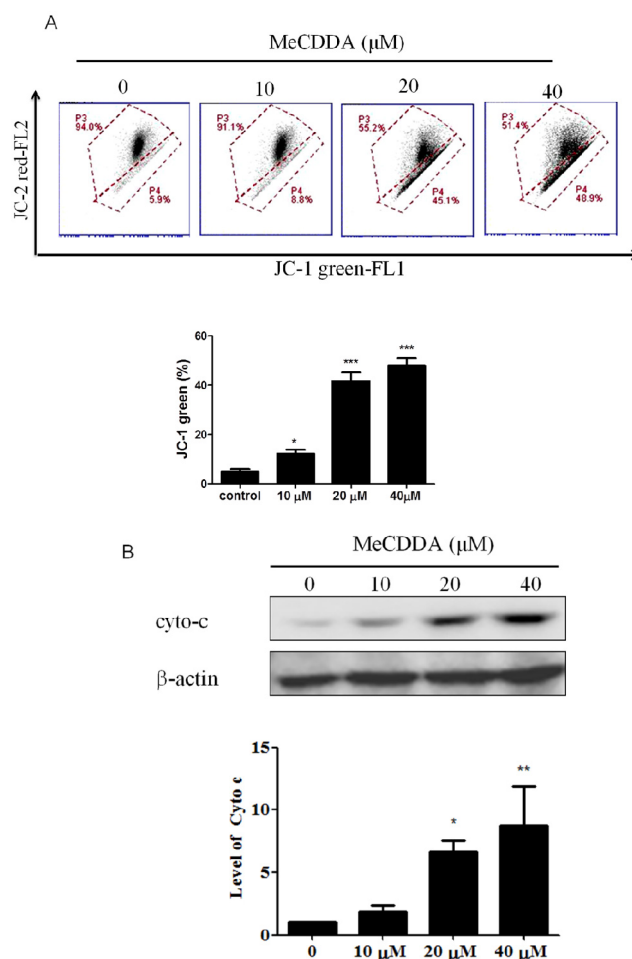 A
MeCDDA (μM)
0 10 20 40
P3
94.0%
P4
5.9%
P3
91.1%
P4
8.8%
P3
55.2%
P4
45.1%
P3
51.4%
P4
48.9%
JC-2 red-FL2
JC-1 green-FL1
JC-1 green (%)
60
40
20
0
*
***
***
control 10 μM 20 μM 40μM
B
MeCDDA (μM)
0 10 20 40
cyto-c
β-actin
Level of Cyto c
15
10
5
0
*
**
0 10 μM 20 μM 40 μM